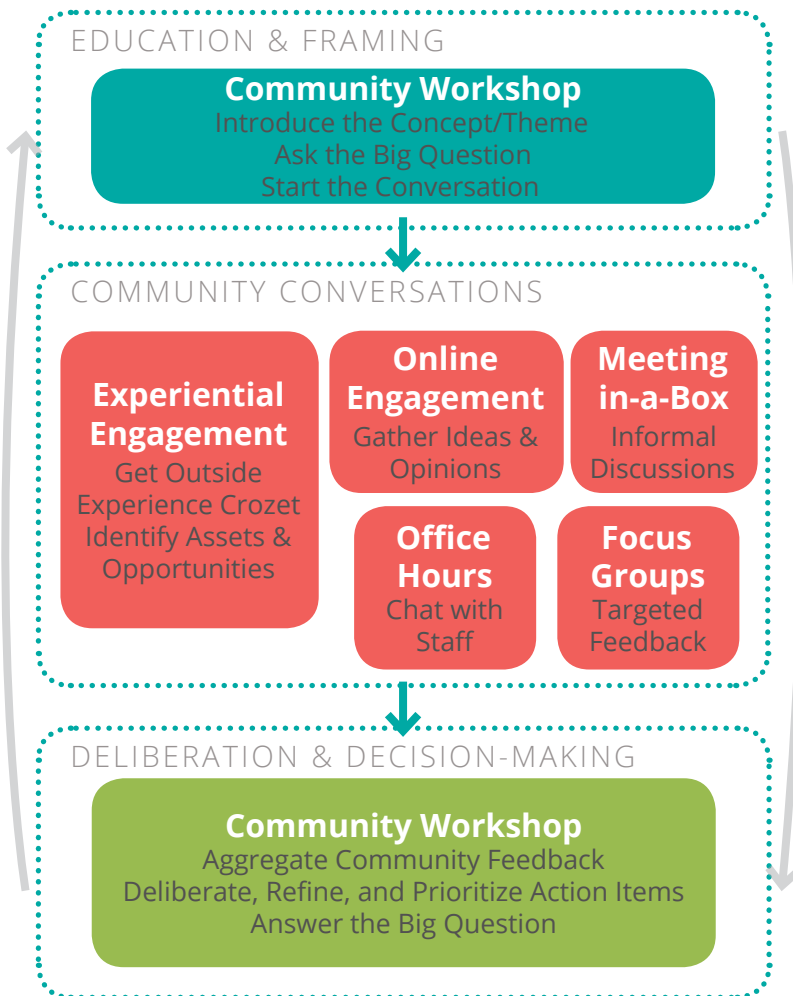 EDUCATION & FRAMING
Community Workshop
Introduce the Concept/Theme
Ask the Big Question
Start the Conversation
COMMUNITY CONVERSATIONS
Experiential
Engagement
Get Outside
Experience Crozet
Identify Assets &
Opportunities
Online
Engagement
Gather Ideas &
Opinions
Meeting
in-a-Box
Informal
Discussions
Office
Hours
Chat with
Staff
Focus
Groups
Targeted
Feedback
DELIBERATION & DECISION-MAKING
Community Workshop
Aggregate Community Feedback
Deliberate, Refine, and Prioritize Action Items
Answer the Big Question